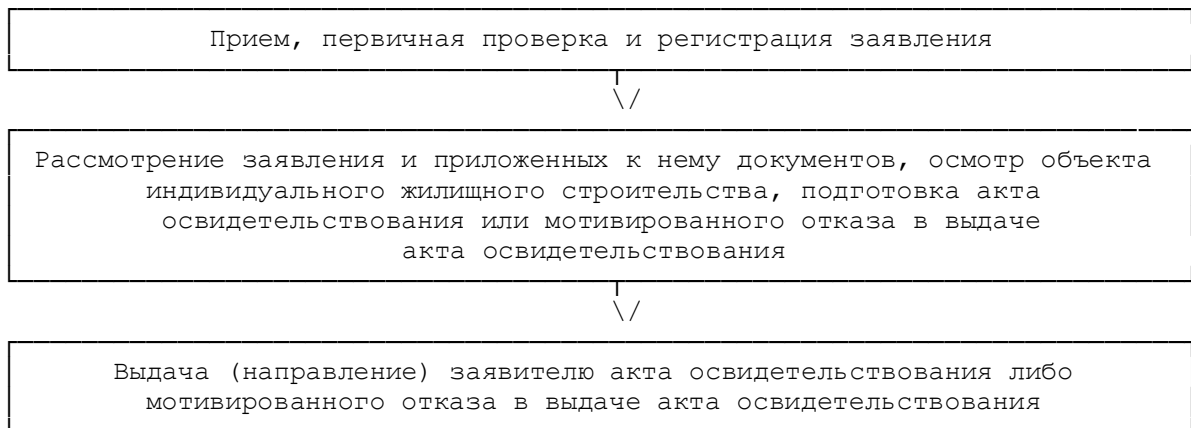 Прием, первичная проверка и регистрация заявления
\/
Рассмотрение заявления и приложенных к нему документов, осмотр объекта
индивидуального жилищного строительства, подготовка акта
освидетельствования или мотивированного отказа в выдаче
акта освидетельствования
\/
Выдача (направление) заявителю акта освидетельствования либо
мотивированного отказа в выдаче акта освидетельствования